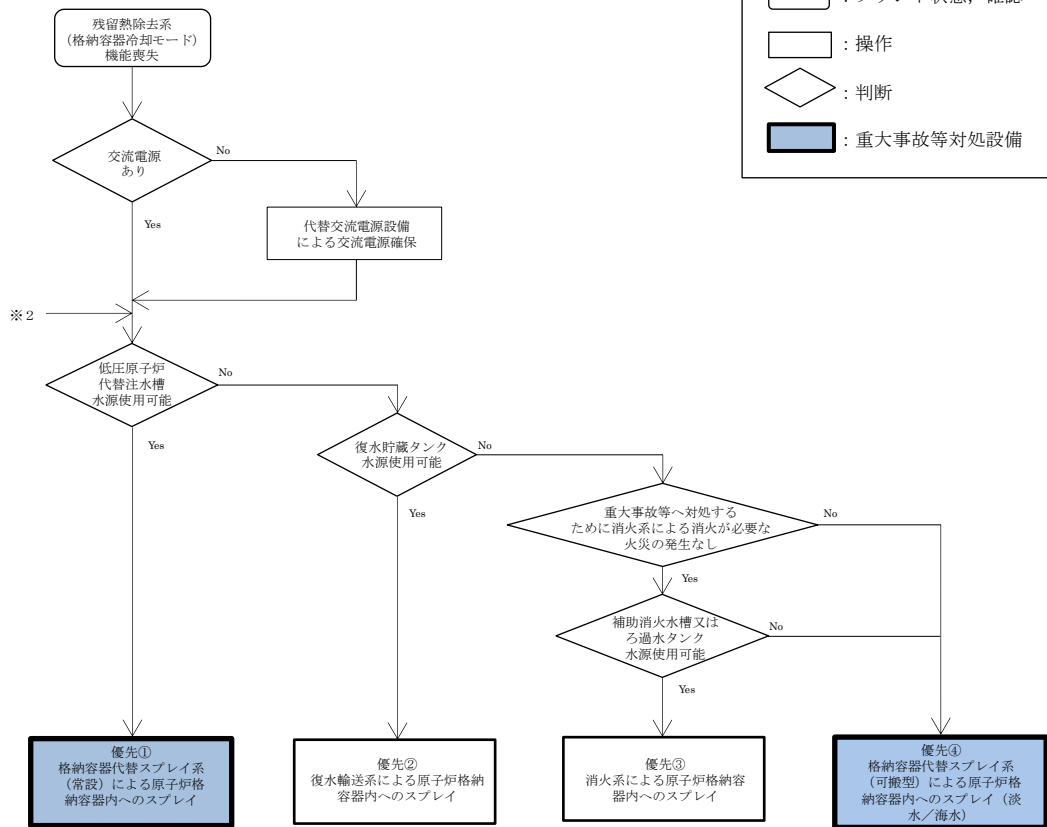 残留熱除去系
(格納容器冷却モード)
機能喪失
：操作
：判断
：重大事故等対処設備
交流電源
あり
No
Yes
代替交流電源設備
による交流電源確保
※2
低圧原子炉
代替注水槽
水源使用可能
No
Yes
復水貯蔵タンク
水源使用可能
No
Yes
重大事故等へ対処する
ために消火系による消火が必要な
火災の発生なし
No
Yes
補助消火水槽又は
ろ過水タンク
水源使用可能
No
Yes
優先①
格納容器代替スプレイ系
（常設）による原子炉格
納容器内へのスプレイ
優先②
復水輸送系による原子炉格納
容器内へのスプレイ
優先③
消火系による原子炉格納容
器内へのスプレイ
優先④
格納容器代替スプレイ系
（可搬型）による原子炉格
納容器内へのスプレイ（淡
水／海水）